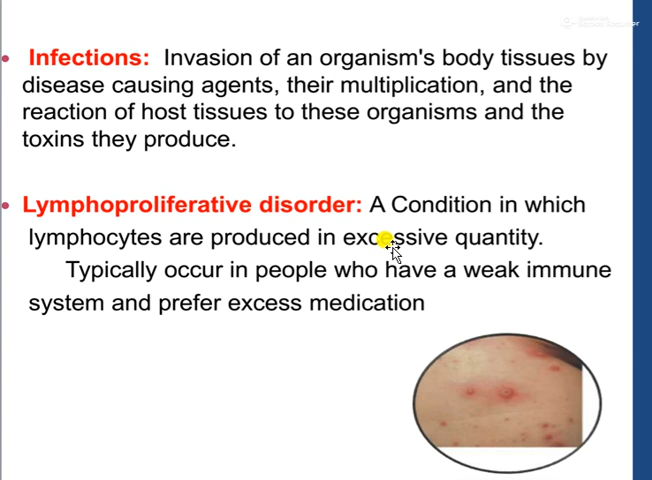 Infections: Invasion of an organism's body tissues by
disease causing agents, their multiplication, and the
reaction of host tissues to these organisms and the
toxins they produce.
Lymphoproliferative disorder: A Condition in which
lymphocytes are produced in excessive quantity.
Typically occur in people who have a weak immune
system and prefer excess medication